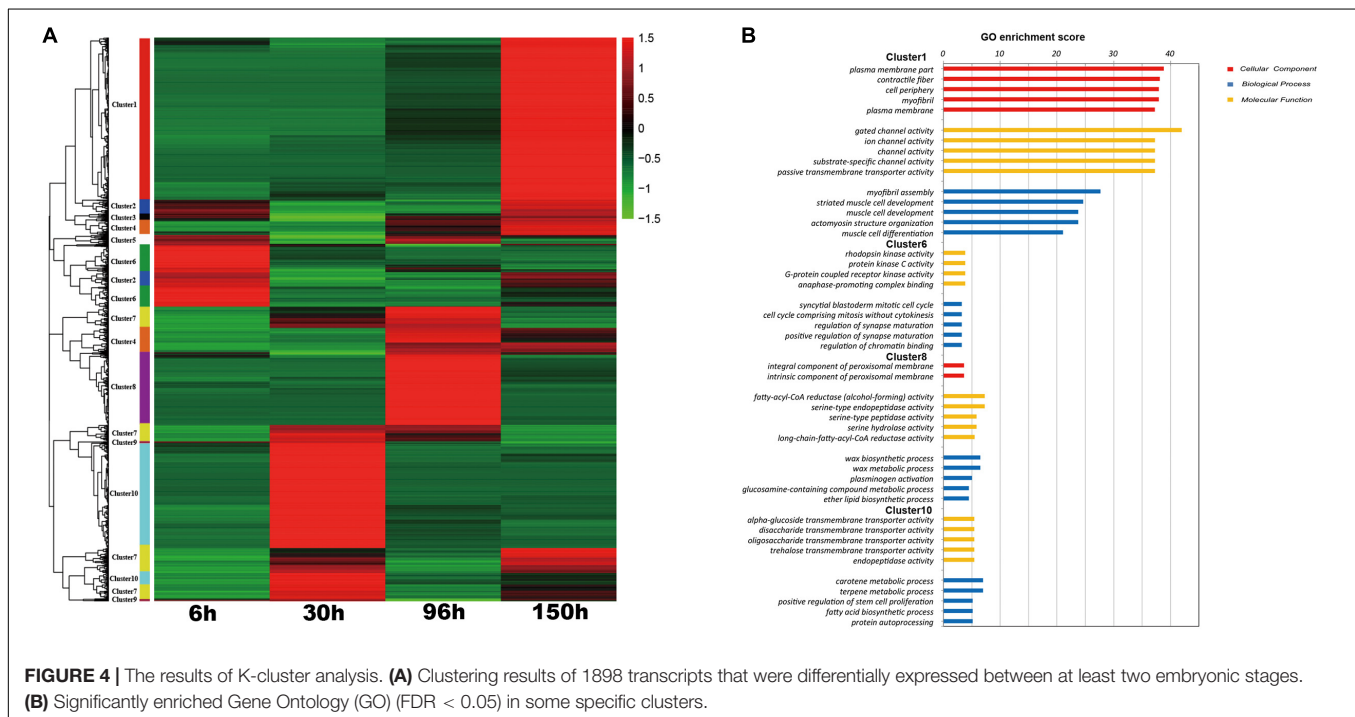 A
Cluster1
Cluster2
Cluster3
Cluster4
Cluster5
Cluster6
Cluster2
Cluster6
Cluster7
Cluster4
Cluster8
Cluster7
Cluster9
Cluster10
Cluster7
Cluster10
Cluster7
Cluster9
6h 30h 96h 150h
1.5
1
0.5
0
−0.5
−1
−1.5
B
GO enrichment score
0 10 20 30 40
Cluster1
plasma membrane part
contractile fiber
cell periphery
myofibril
plasma membrane
gated channel activity
ion channel activity
channel activity
substrate-specific channel activity
passive transmembrane transporter activity
myofibril assembly
striated muscle cell development
muscle cell development
actomyosin structure organization
muscle cell differentiation
Cluster6
rhodopsin kinase activity
protein kinase C activity
G-protein coupled receptor kinase activity
anaphase-promoting complex binding
syncytial blastoderm mitotic cell cycle
cell cycle comprising mitosis without cytokinesis
regulation of synapse maturation
positive regulation of synapse maturation
regulation of chromatin binding
Cluster8
integral component of peroxisomal membrane
intrinsic component of peroxisomal membrane
fatty-acyl-CoA reductase (alcohol-forming) activity
serine-type endopeptidase activity
serine-type peptidase activity
serine hydrolase activity
long-chain-fatty-acyl-CoA reductase activity
wax biosynthetic process
wax metabolic process
plasminogen activation
glucosamine-containing compound metabolic process
ether lipid biosynthetic process
Cluster10
alpha-glucoside transmembrane transporter activity
disaccharide transmembrane transporter activity
oligosaccharide transmembrane transporter activity
trehalose transmembrane transporter activity
endopeptidase activity
carotene metabolic process
terpene metabolic process
positive regulation of stem cell proliferation
fatty acid biosynthetic process
protein autoprocessing
Cellular Component
Biological Process
Molecular Function
FIGURE 4 | The results of K-cluster analysis. (A) Clustering results of 1898 transcripts that were differentially expressed between at least two embryonic stages.
(B) Significantly enriched Gene Ontology (GO) (FDR < 0.05) in some specific clusters.